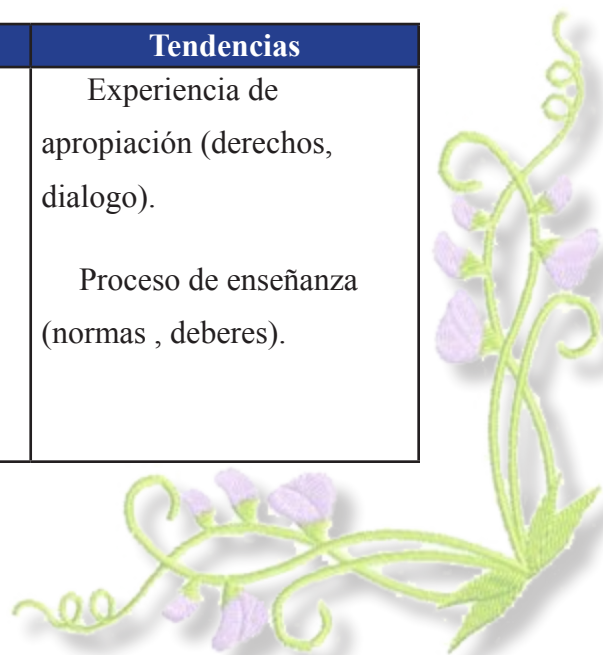 Tendencias
Experiencia de
apropiación (derechos,
dialogo).
Proceso de enseñanza
(normas , deberes).